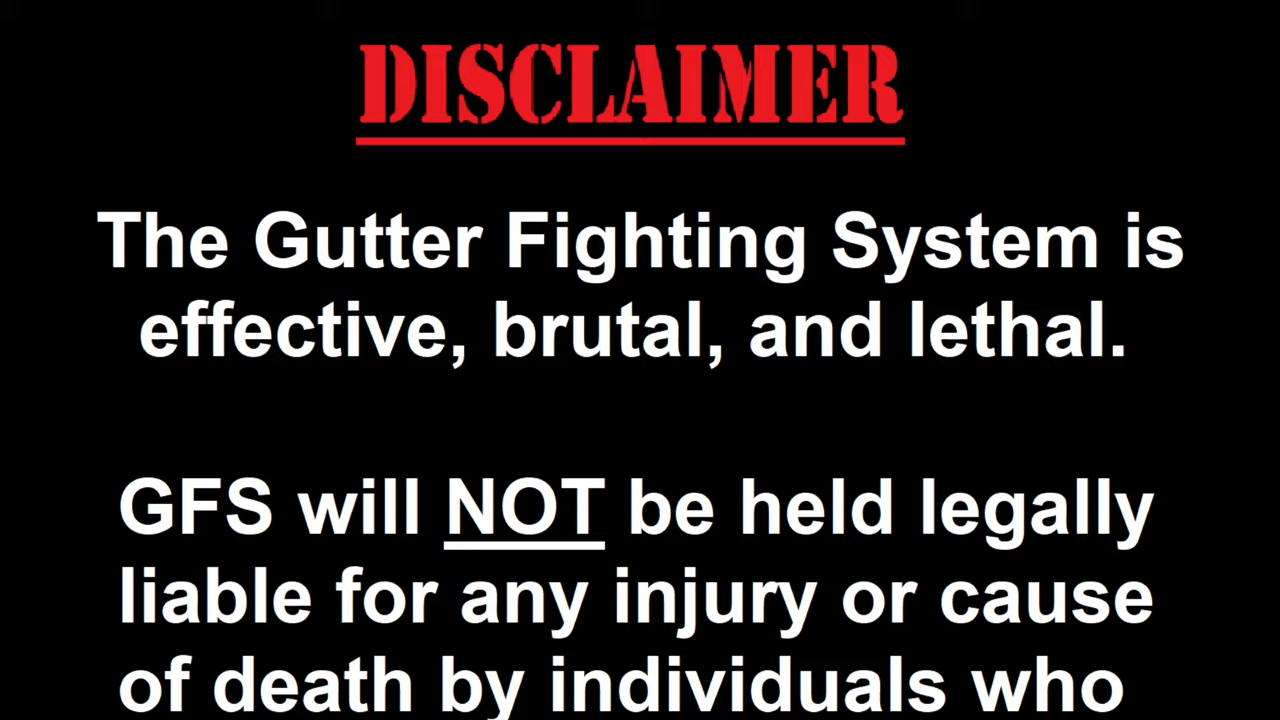 DISCLAIMER
The Gutter Fighting System is
effective, brutal, and lethal.
GFS will NOT be held legally
liable for any injury or cause
of death by individuals who